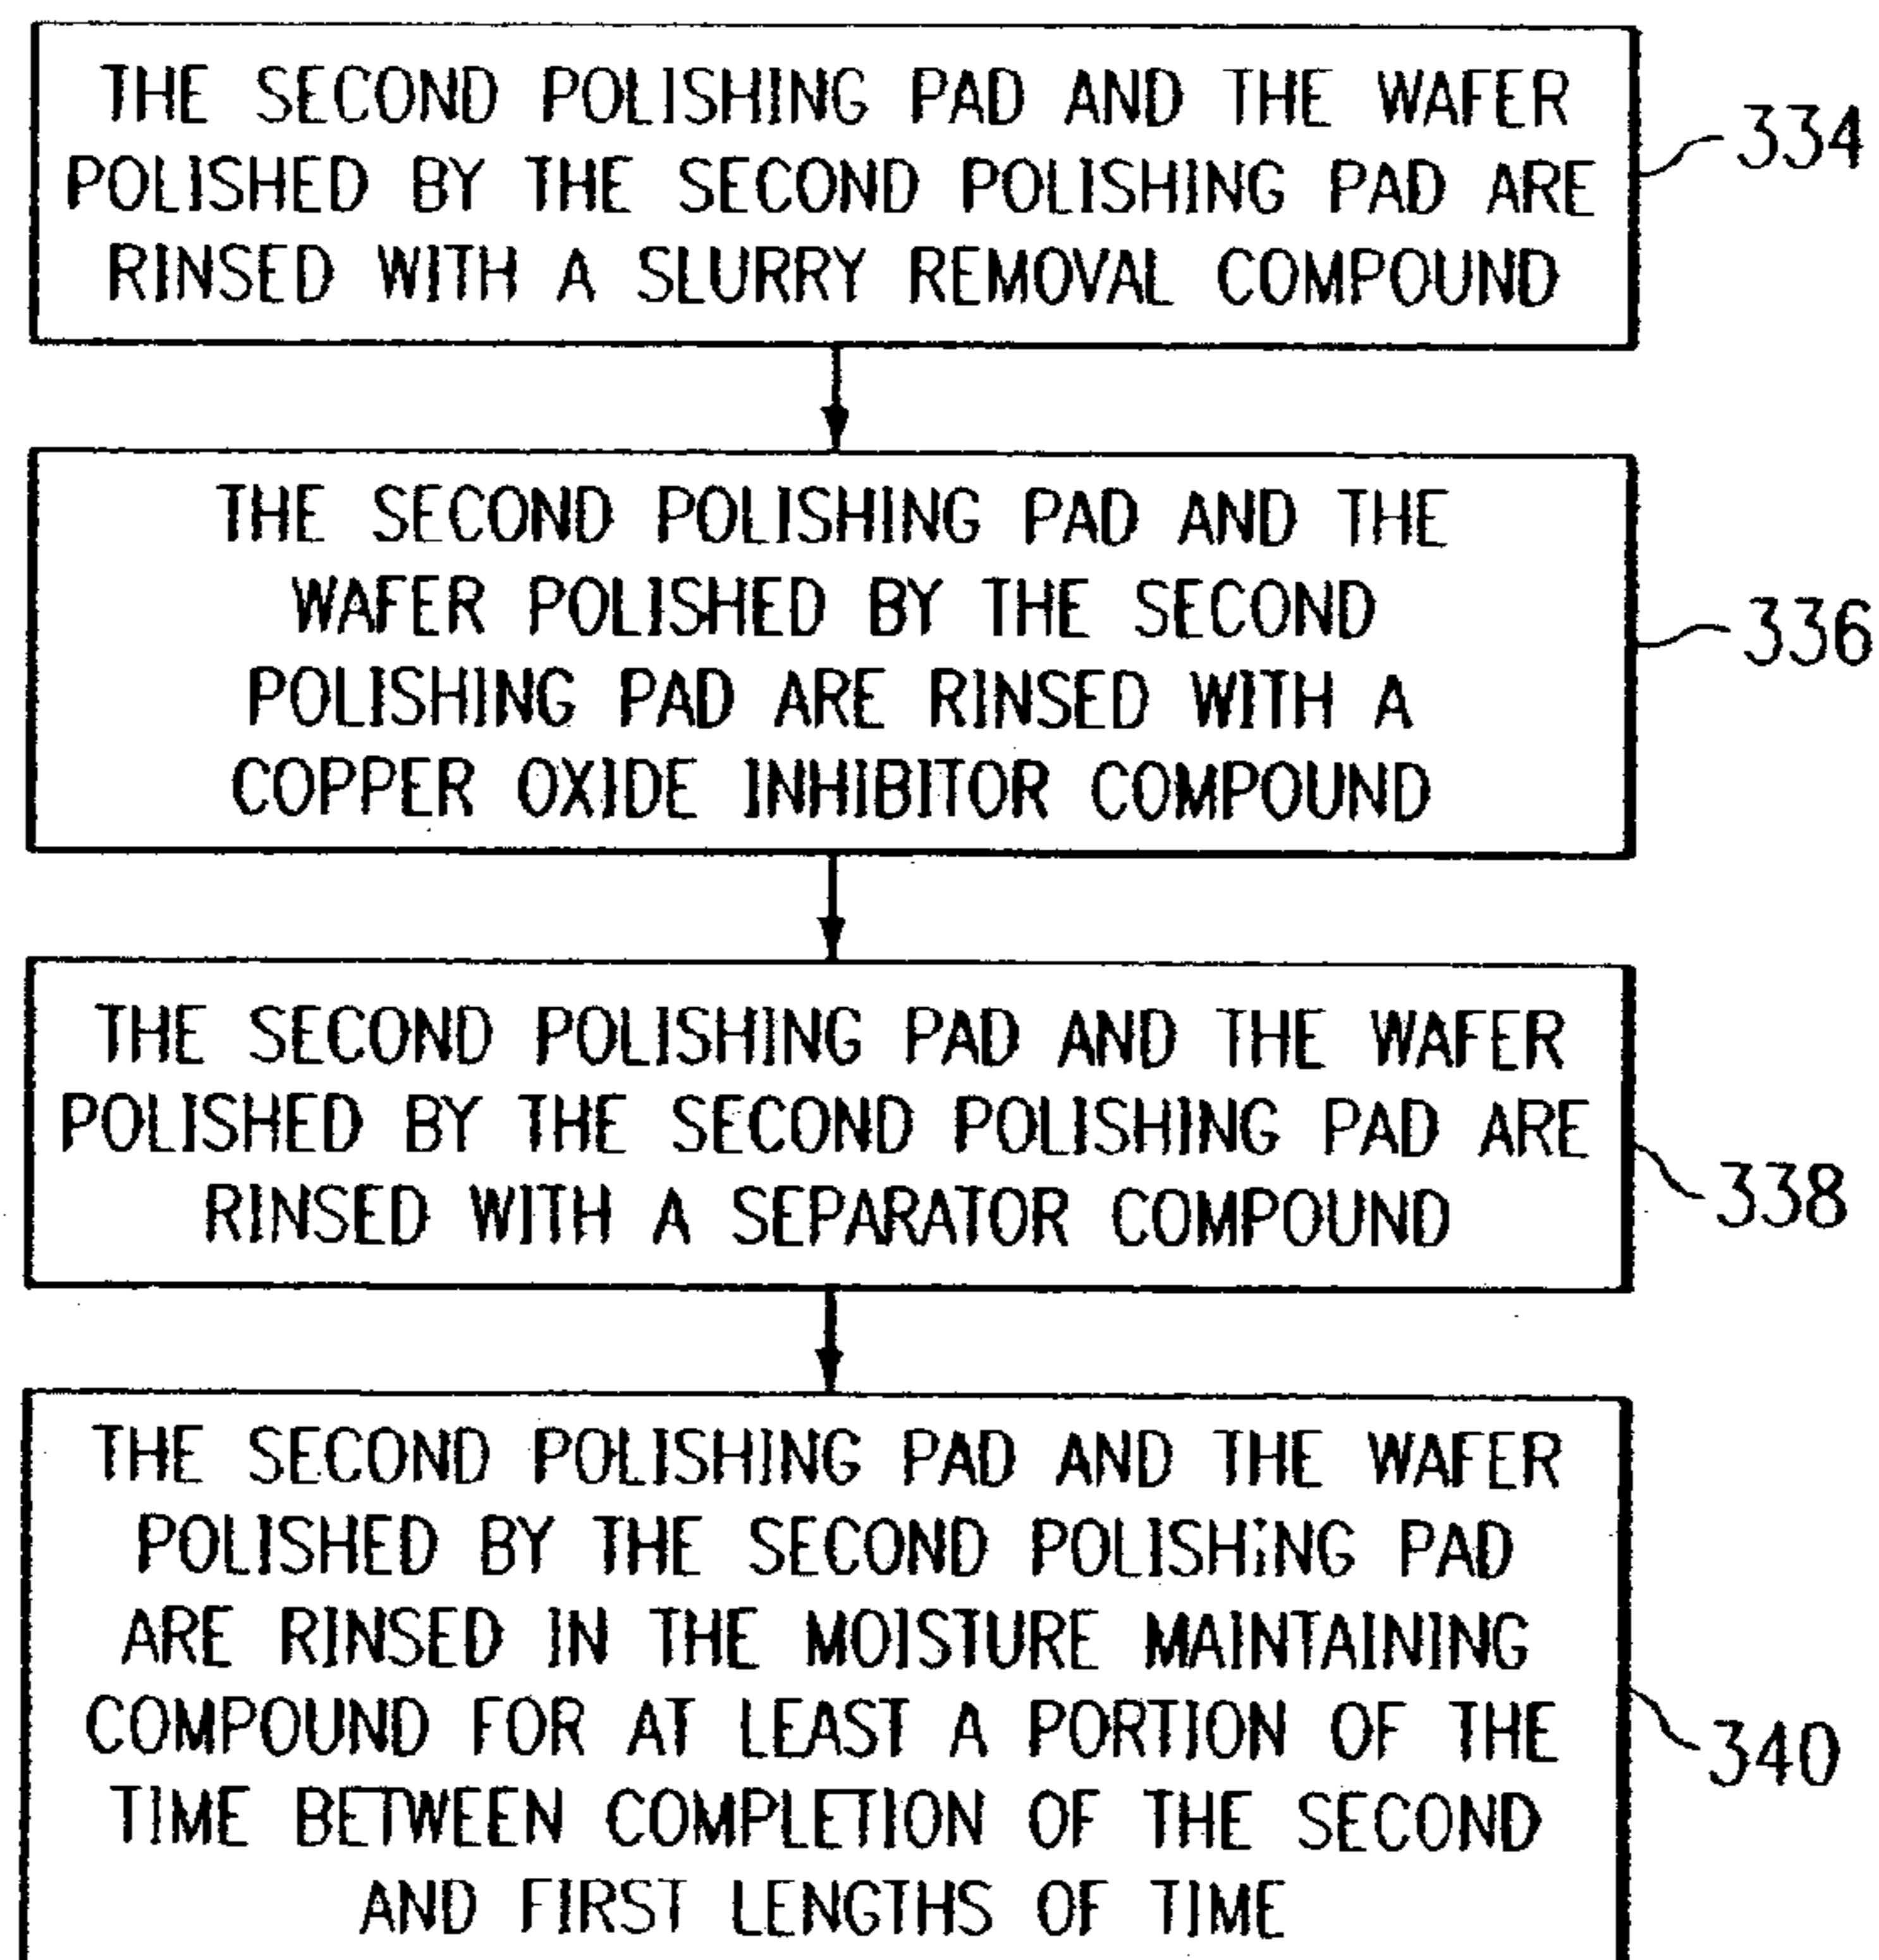 THE SECOND POLISHING PAD AND THE WAFER
POLISHED BY THE SECOND POLISHING PAD ARE
RINSED WITH A SLURRY REMOVAL COMPOUND
334
THE SECOND POLISHING PAD AND THE
WAFER POLISHED BY THE SECOND
POLISHING PAD ARE RINSED WITH A
COPPER OXIDE INHIBITOR COMPOUND
336
THE SECOND POLISHING PAD AND THE WAFER
POLISHED BY THE SECOND POLISHING PAD ARE
RINSED WITH A SEPARATOR COMPOUND
338
THE SECOND POLISHING PAD AND THE WAFER
POLISHED BY THE SECOND POLISHING PAD
ARE RINSED IN THE MOISTURE MAINTAINING
COMPOUND FOR AT LEAST A PORTION OF THE
TIME BETWEEN COMPLETION OF THE SECOND
AND FIRST LENGTHS OF TIME
340